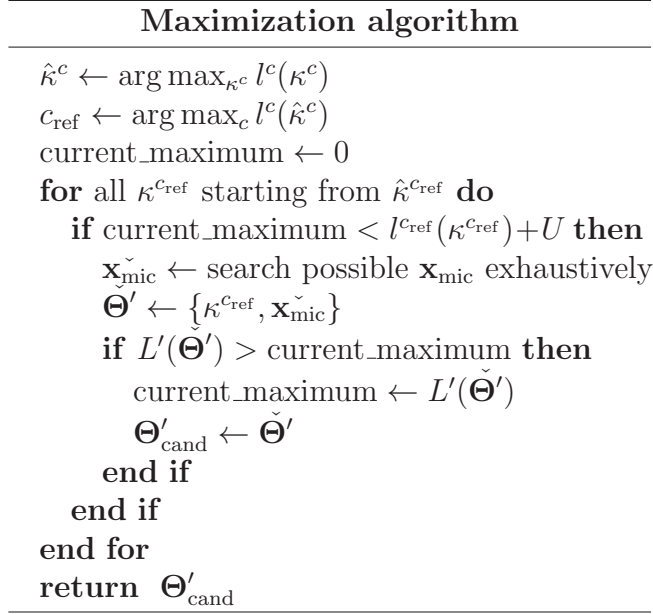 Maximization algorithm
κ̂^c ← arg max_{κ^c} l^c(κ^c)
c_ref ← arg max_c l^c(κ̂^c)
current_maximum ← 0
for all κ^{c_ref} starting from κ̂^{c_ref} do
if current_maximum < l^{c_ref}(κ^{c_ref})+U then
x̌_mic ← search possible x_mic exhaustively
Θ̌′ ← {κ^{c_ref}, x̌_mic}
if L′(Θ̌′) > current_maximum then
current_maximum ← L′(Θ̌′)
Θ′_cand ← Θ̌′
end if
end if
end for
return Θ′_cand